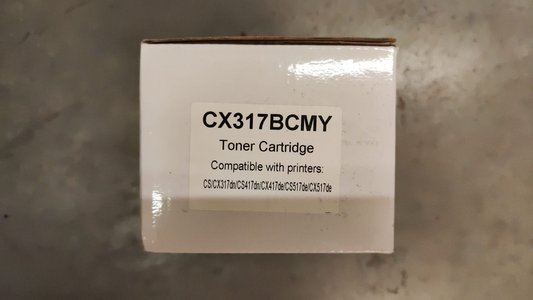 CX317BCMY
Toner Cartridge
Compatible with printers:
CS/CX317dn/CS417dn/CX417de/CS517de/CX517de